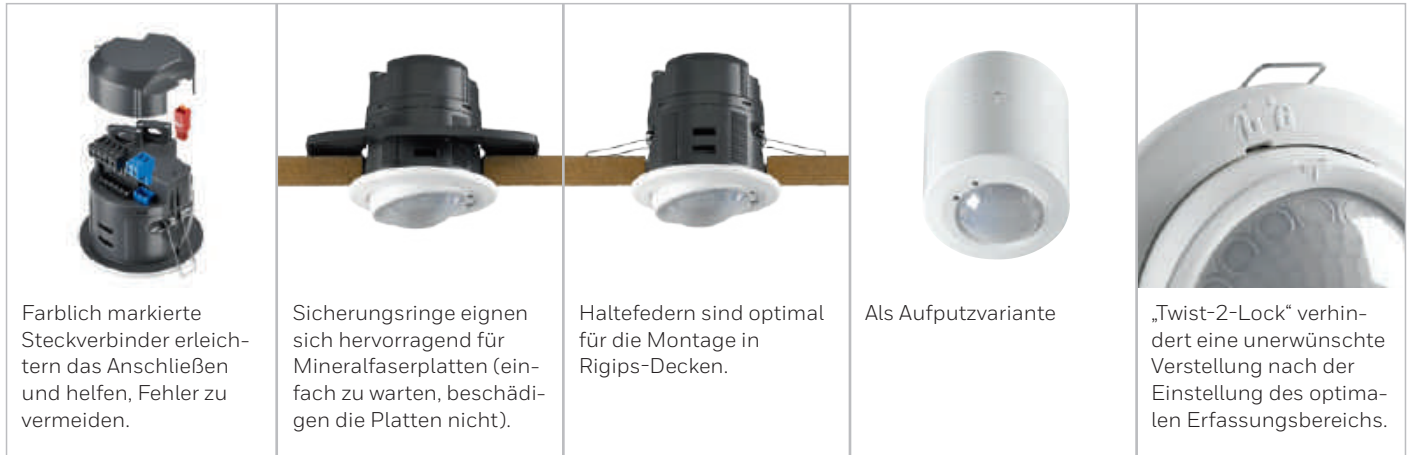 Farblich markierte
Steckverbinder erleich-
tern das Anschließen
und helfen, Fehler zu
vermeiden.
Sicherungsringe eignen
sich hervorragend für
Mineralfaserplatten (ein-
fach zu warten, beschädi-
gen die Platten nicht).
Haltefedern sind optimal
für die Montage in
Rigips-Decken.
Als Aufputzvariante
„Twist-2-Lock“ verhin-
dert eine unerwünschte
Verstellung nach der
Einstellung des optima-
len Erfassungsbereichs.